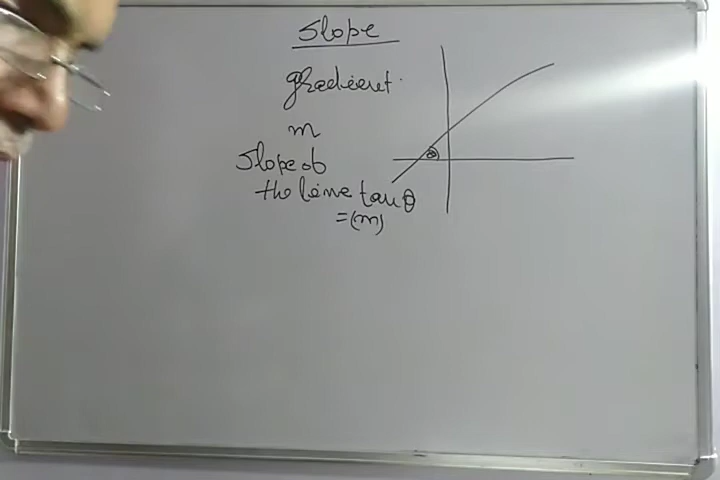 Slope
gradient.
m
Slope of
the line tan θ
= (m)
θ